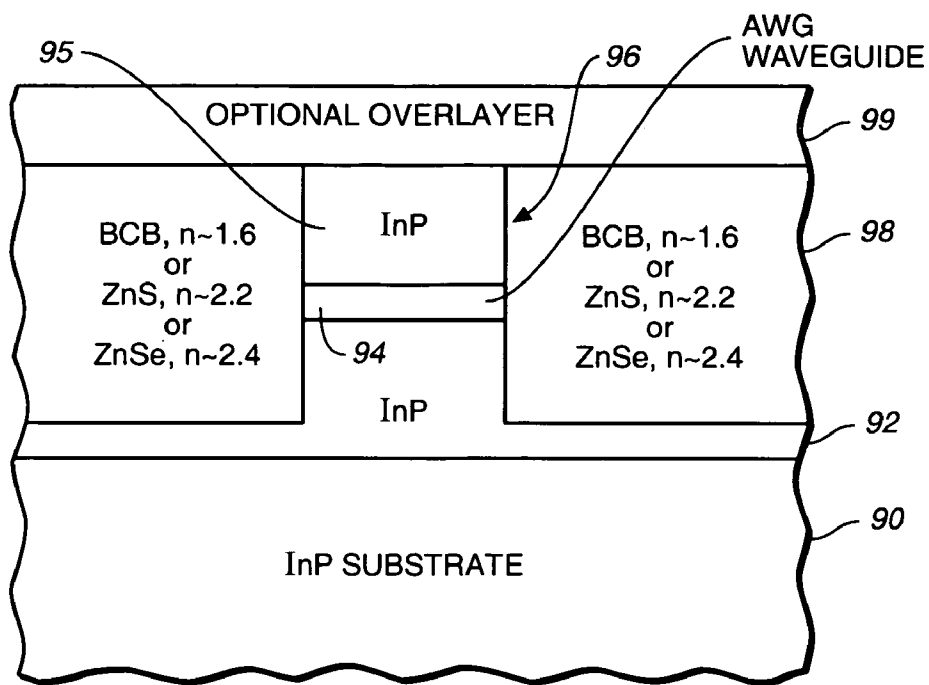 95
AWG
WAVEGUIDE
96
OPTIONAL OVERLAYER
99
BCB, n~1.6
or
ZnS, n~2.2
or
ZnSe, n~2.4
InP
BCB, n~1.6
or
ZnS, n~2.2
or
ZnSe, n~2.4
98
94
InP
92
90
InP SUBSTRATE